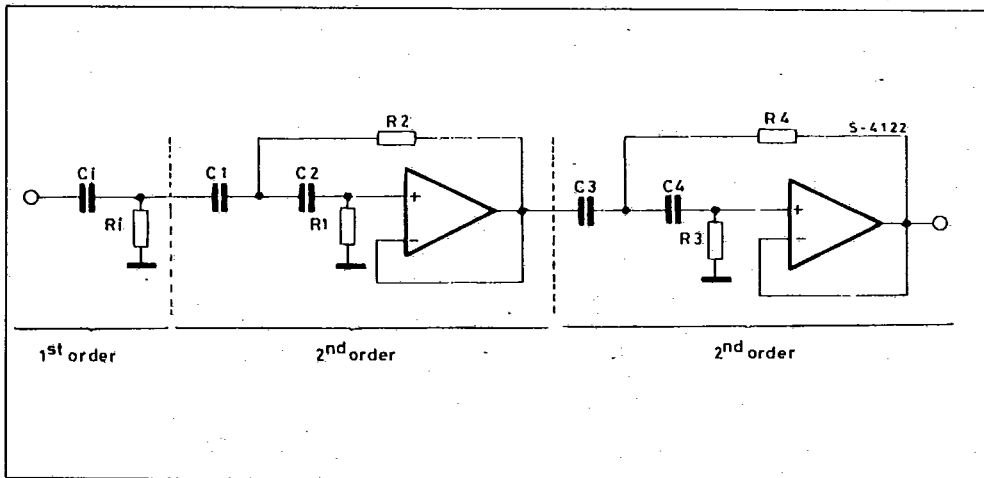 R2
R4
S-4122
Ci
C1
C2
C3
C4
Ri
R1
R3
+
−
+
−
1st order
2nd order
2nd order